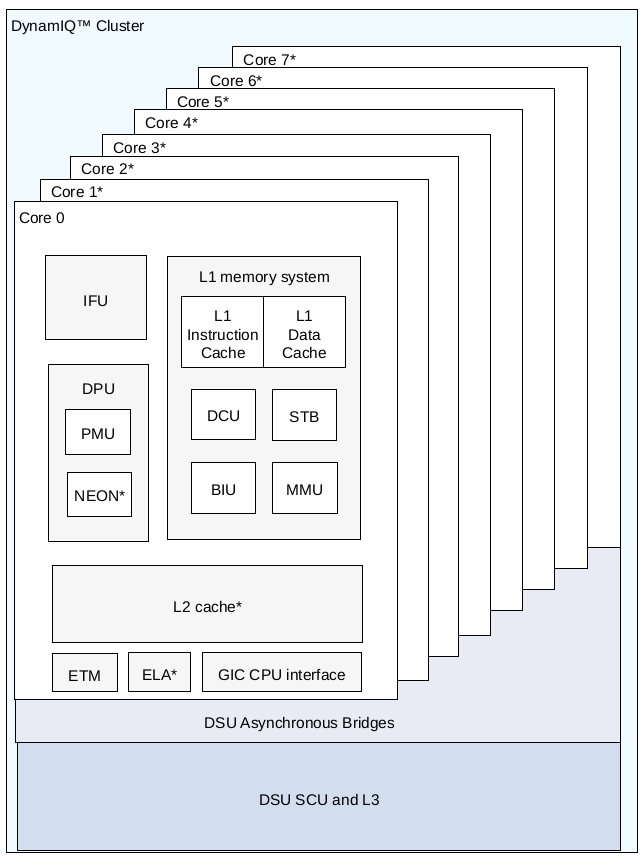 DynamIQ™ Cluster
Core 7*
Core 6*
Core 5*
Core 4*
Core 3*
Core 2*
Core 1*
Core 0
IFU
L1 memory system
L1
Instruction
Cache
L1
Data
Cache
DPU
PMU
NEON*
DCU
STB
BIU
MMU
L2 cache*
ETM
ELA*
GIC CPU interface
DSU Asynchronous Bridges
DSU SCU and L3